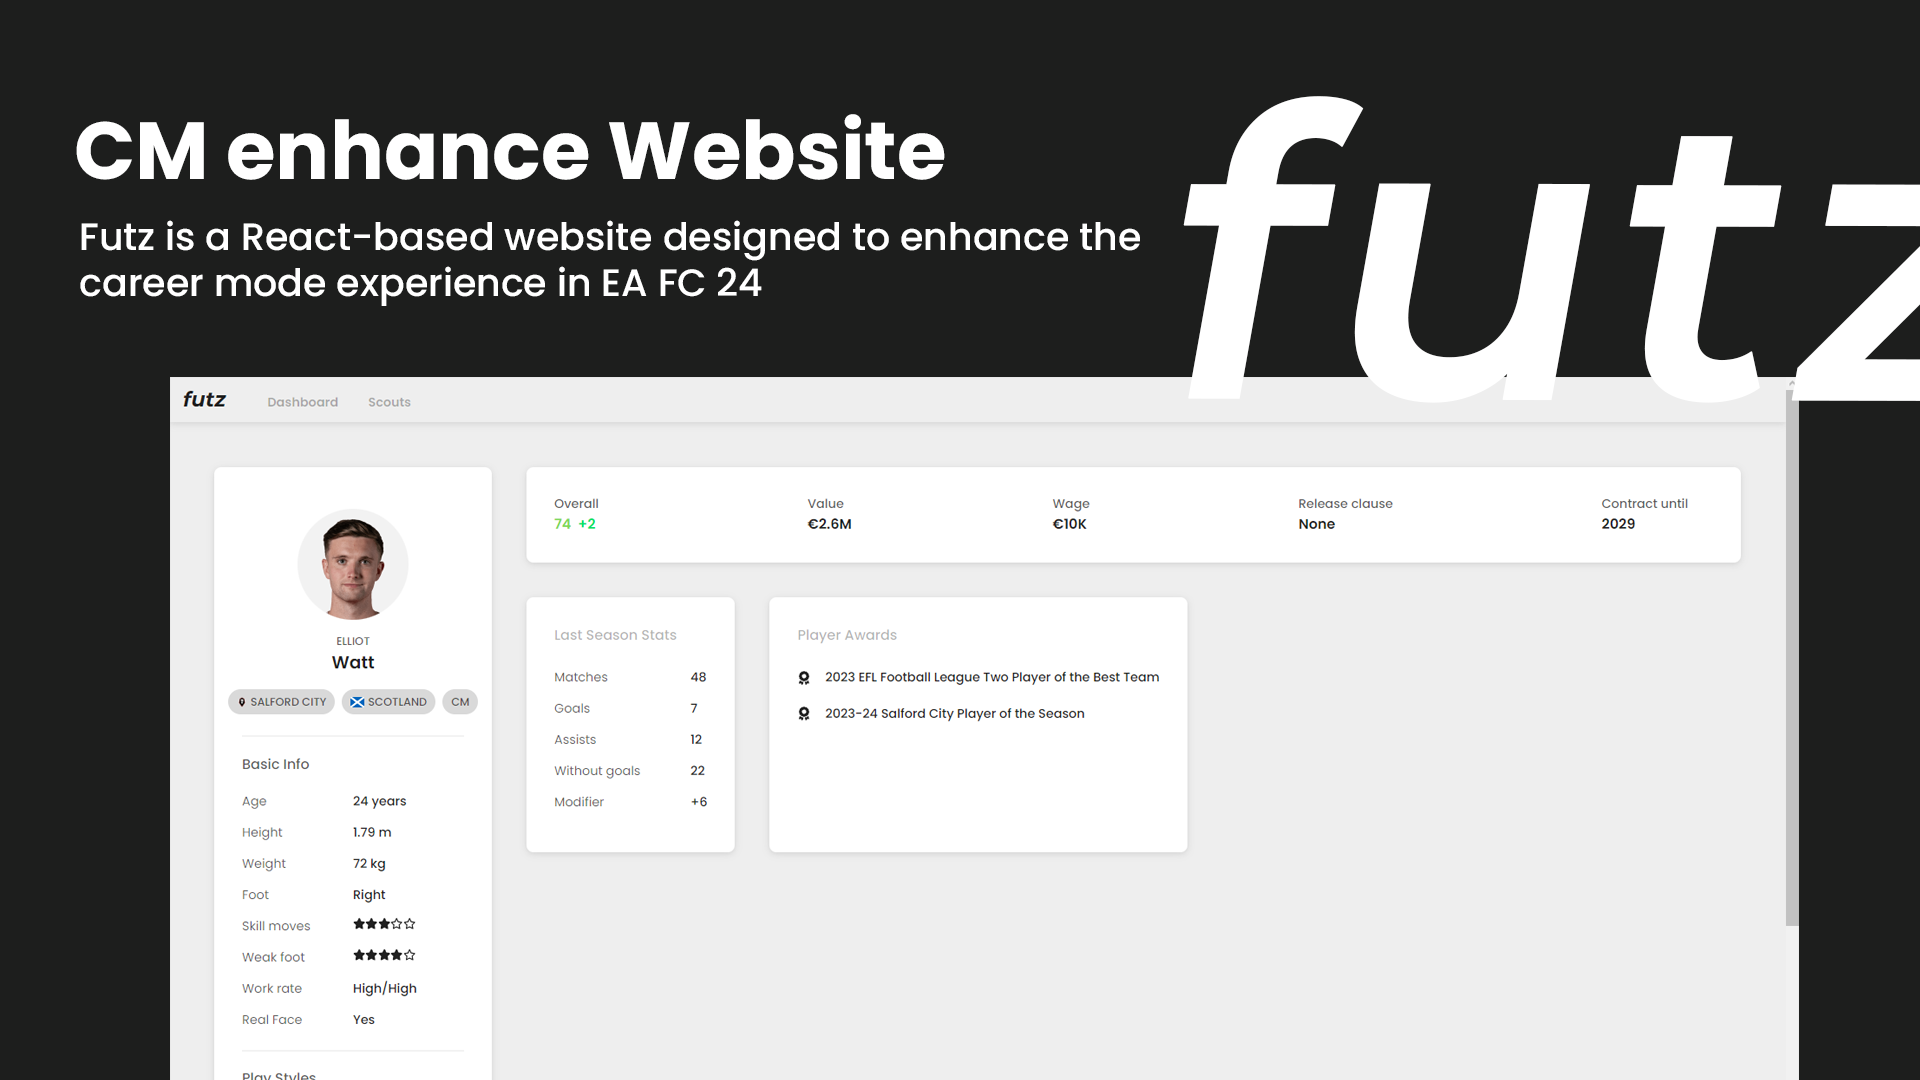 CM enhance Website
Futz is a React-based website designed to enhance the
career mode experience in EA FC 24
futz
futz
Dashboard
Scouts
ELLIOT
Watt
SALFORD CITY
SCOTLAND
CM
Basic Info
Age 24 years
Height 1.79 m
Weight 72 kg
Foot Right
Skill moves
Weak foot
Work rate High/High
Real Face Yes
Play Styles
Overall
74 +2
Value
€2.6M
Wage
€10K
Release clause
None
Contract until
2029
Last Season Stats
Matches 48
Goals 7
Assists 12
Without goals 22
Modifier +6
Player Awards
2023 EFL Football League Two Player of the Best Team
2023-24 Salford City Player of the Season